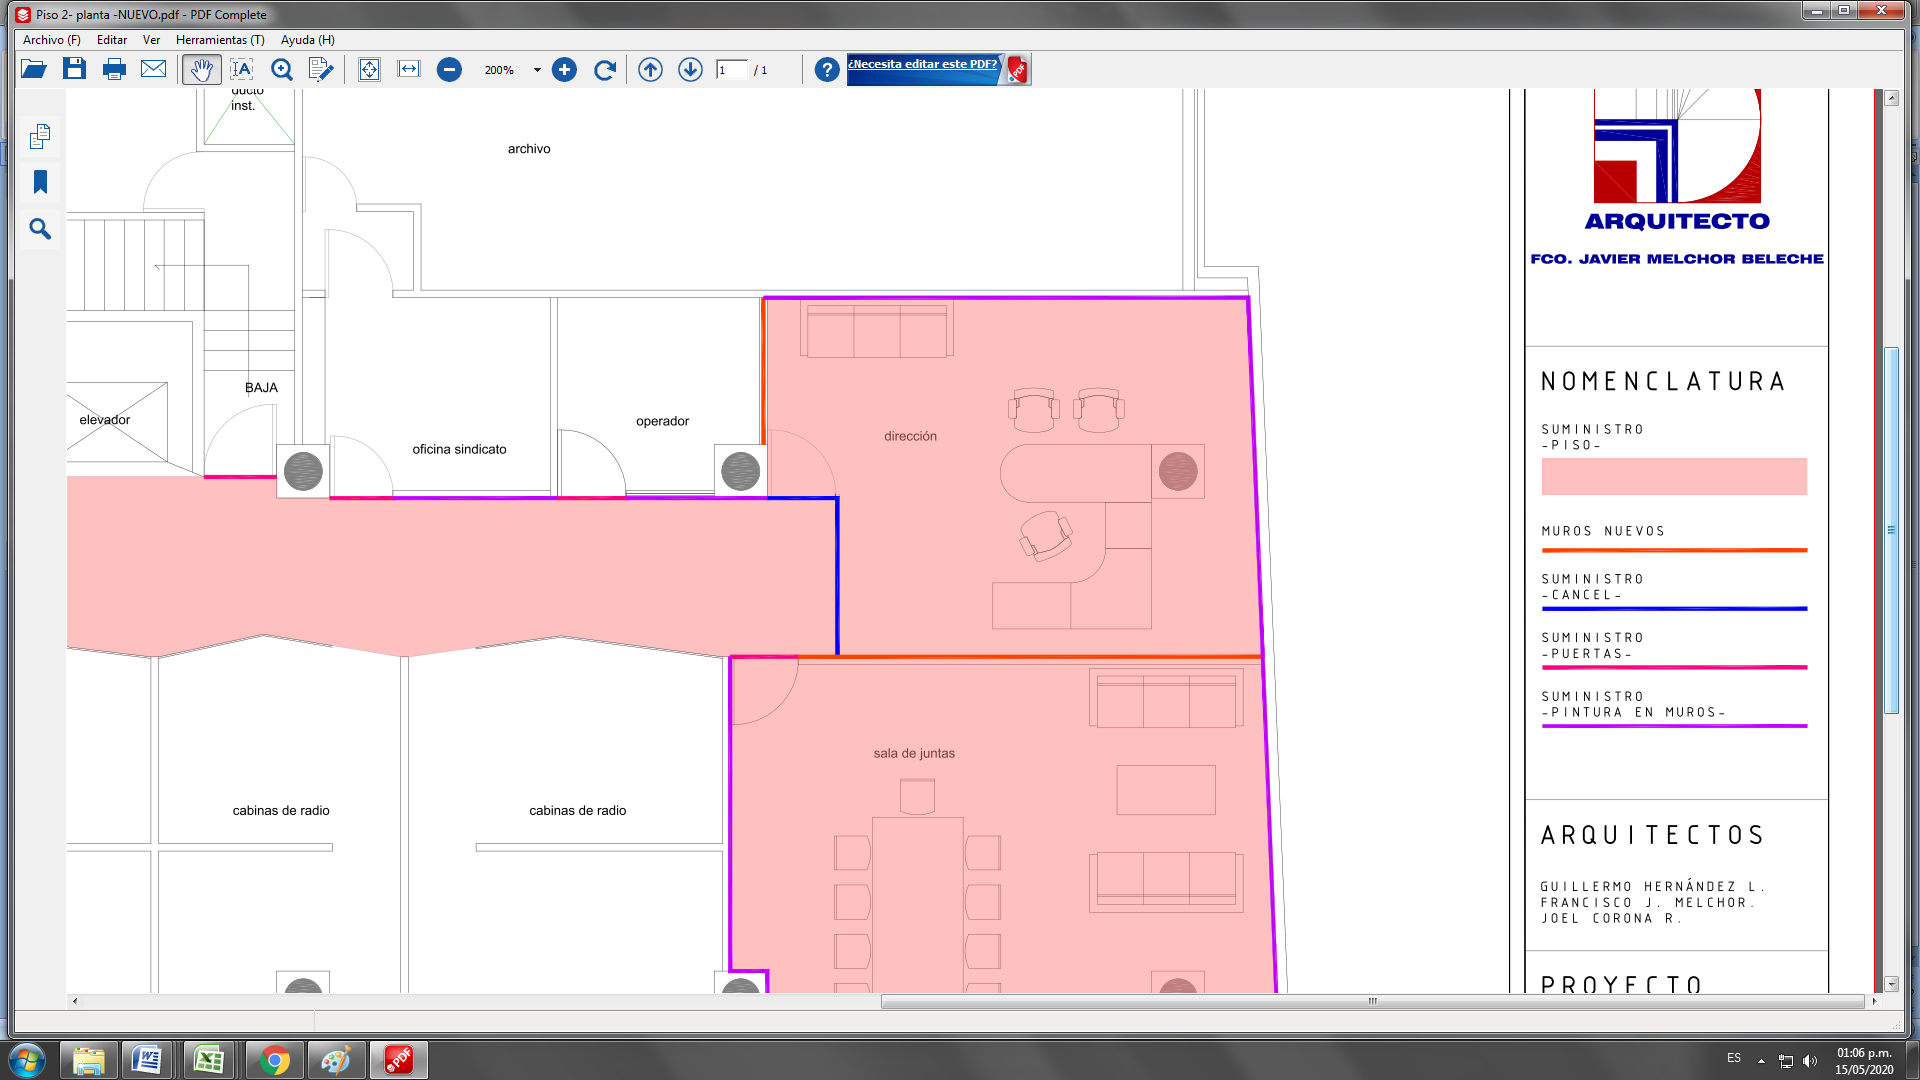 Piso 2- planta -NUEVO.pdf - PDF Complete
Archivo (F) Editar Ver Herramientas (T) Ayuda (H)
200% 1 / 1 ¿Necesita editar este PDF? PDF
ducto
inst.
archivo
BAJA
elevador
oficina sindicato
operador
dirección
sala de juntas
cabinas de radio
cabinas de radio
ARQUITECTO
FCO. JAVIER MELCHOR BELECHE
NOMENCLATURA
SUMINISTRO
-PISO-
MUROS NUEVOS
SUMINISTRO
-CANCEL-
SUMINISTRO
-PUERTAS-
SUMINISTRO
-PINTURA EN MUROS-
ARQUITECTOS
GUILLERMO HERNÁNDEZ L.
FRANCISCO J. MELCHOR.
JOEL CORONA R.
PROYECTO
ES
01:06 p.m.
15/05/2020